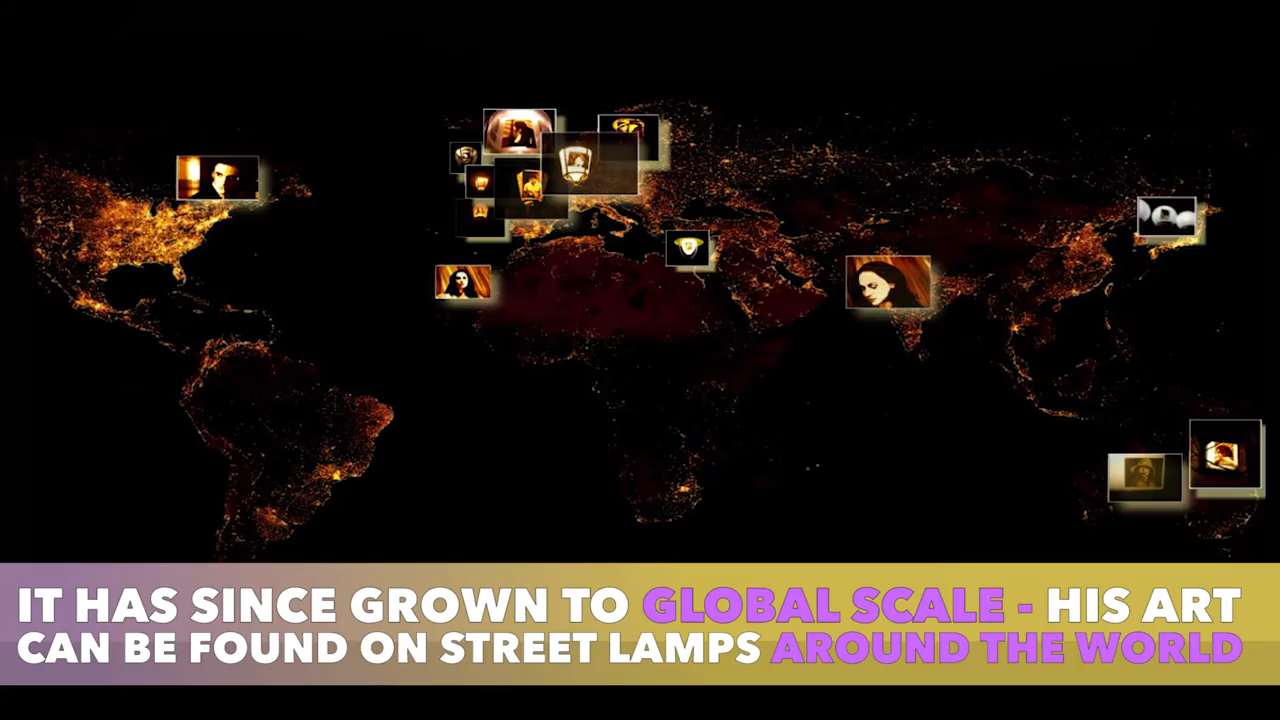 IT HAS SINCE GROWN TO GLOBAL SCALE - HIS ART
CAN BE FOUND ON STREET LAMPS AROUND THE WORLD